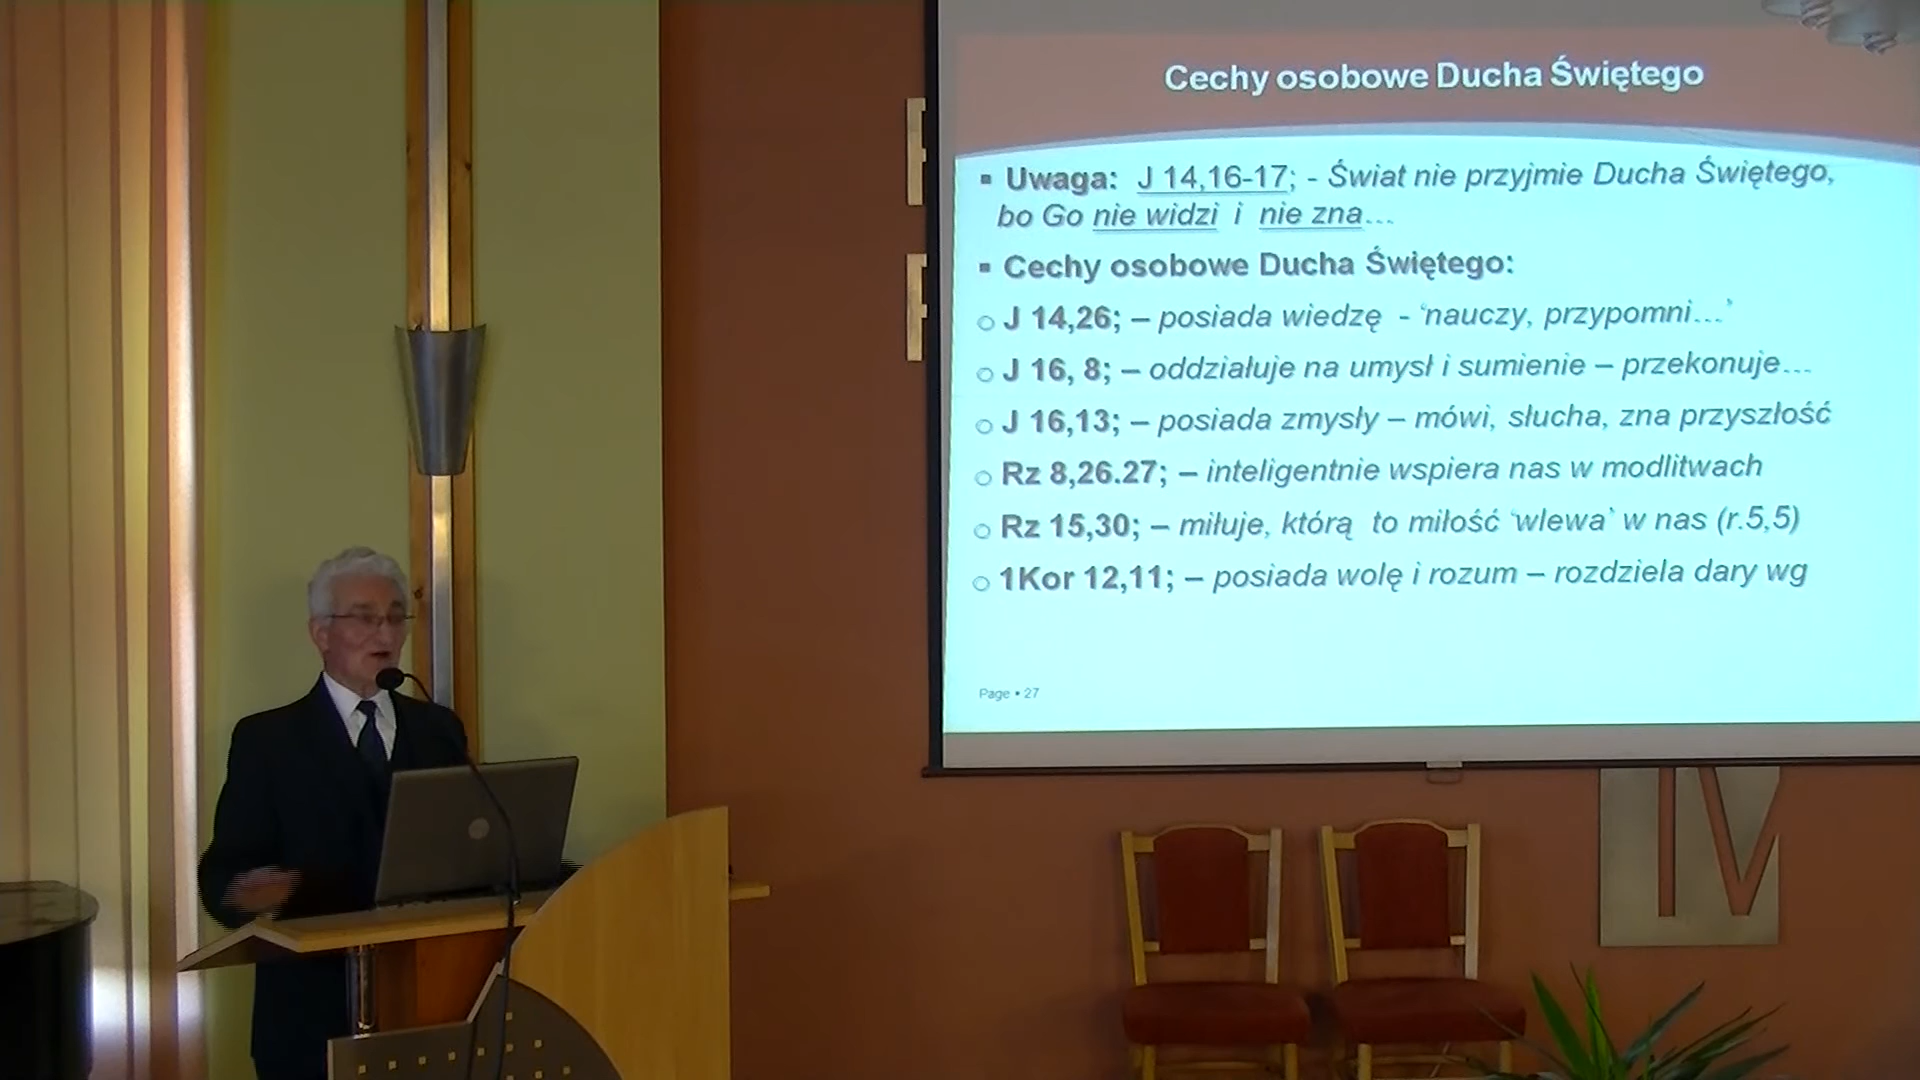 Cechy osobowe Ducha Świętego
▪ Uwaga: J 14,16-17; - Świat nie przyjmie Ducha Świętego,
bo Go nie widzi i nie zna…
▪ Cechy osobowe Ducha Świętego:
○ J 14,26; – posiada wiedzę - ‘nauczy, przypomni…’
○ J 16, 8; – oddziałuje na umysł i sumienie – przekonuje…
○ J 16,13; – posiada zmysły – mówi, słucha, zna przyszłość
○ Rz 8,26.27; – inteligentnie wspiera nas w modlitwach
○ Rz 15,30; – miłuje, którą to miłość ‘wlewa’ w nas (r.5,5)
○ 1Kor 12,11; – posiada wolę i rozum – rozdziela dary wg
Page ▪ 27
IV